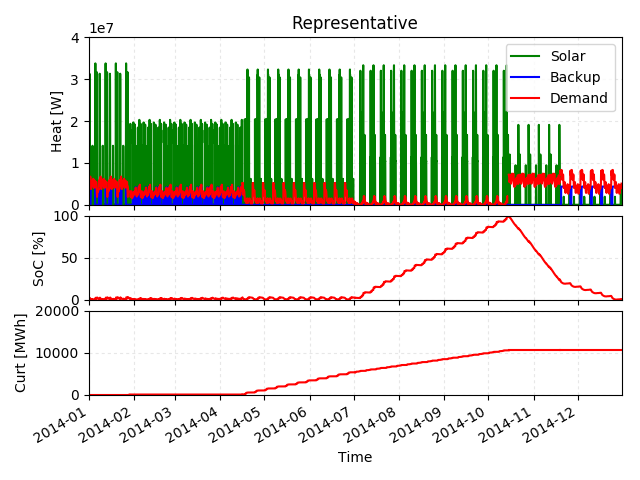 Representative
1e7
4
3
2
1
0
Heat [W]
Solar
Backup
Demand
100
50
0
SoC [%]
20000
10000
0
Curt [MWh]
2014-01
2014-02
2014-03
2014-04
2014-05
2014-06
2014-07
2014-08
2014-09
2014-10
2014-11
2014-12
Time